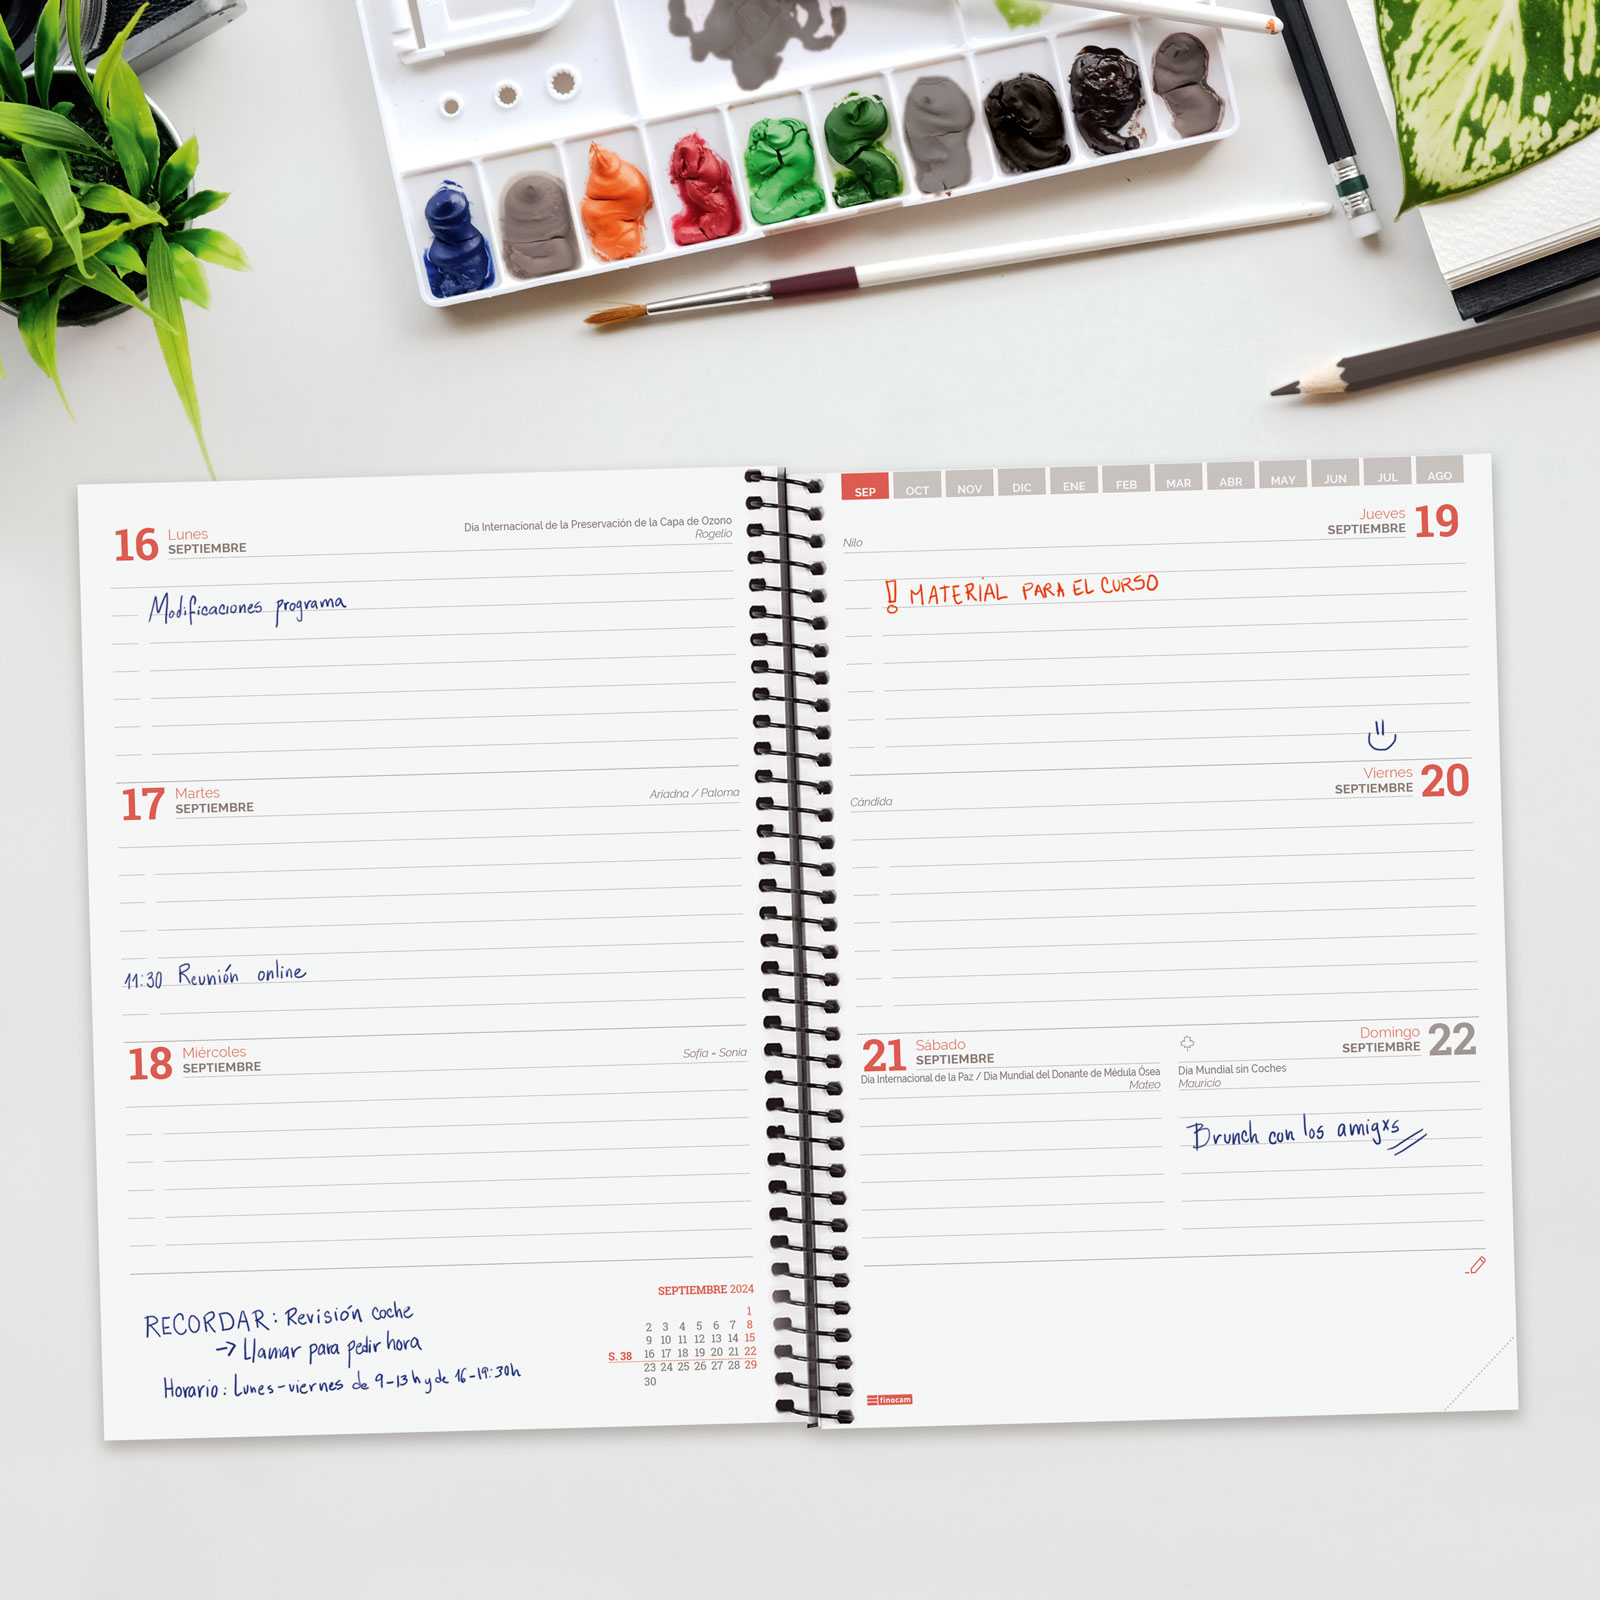 16 Lunes
SEPTIEMBRE
Día Internacional de la Preservación de la Capa de Ozono
Rogelio
Modificaciones programa
17 Martes
SEPTIEMBRE
Ariadna / Paloma
11:30 Reunión online
18 Miércoles
SEPTIEMBRE
Sofía - Sonia
RECORDAR: Revisión coche
-> Llamar para pedir hora
Horario: Lunes-viernes de 9-13h y de 16-19:30h
SEPTIEMBRE 2024
1
2 3 4 5 6 7 8
9 10 11 12 13 14 15
S. 38 16 17 18 19 20 21 22
23 24 25 26 27 28 29
30
SEP OCT NOV DIC ENE FEB MAR ABR MAY JUN JUL AGO
Jueves 19
SEPTIEMBRE
Nilo
! MATERIAL PARA EL CURSO
Viernes 20
SEPTIEMBRE
Cándida
21 Sábado
SEPTIEMBRE
Día Internacional de la Paz / Día Mundial del Donante de Médula Ósea
Mateo
Domingo 22
SEPTIEMBRE
Día Mundial sin Coches
Mauricio
Brunch con los amigxs
finocam